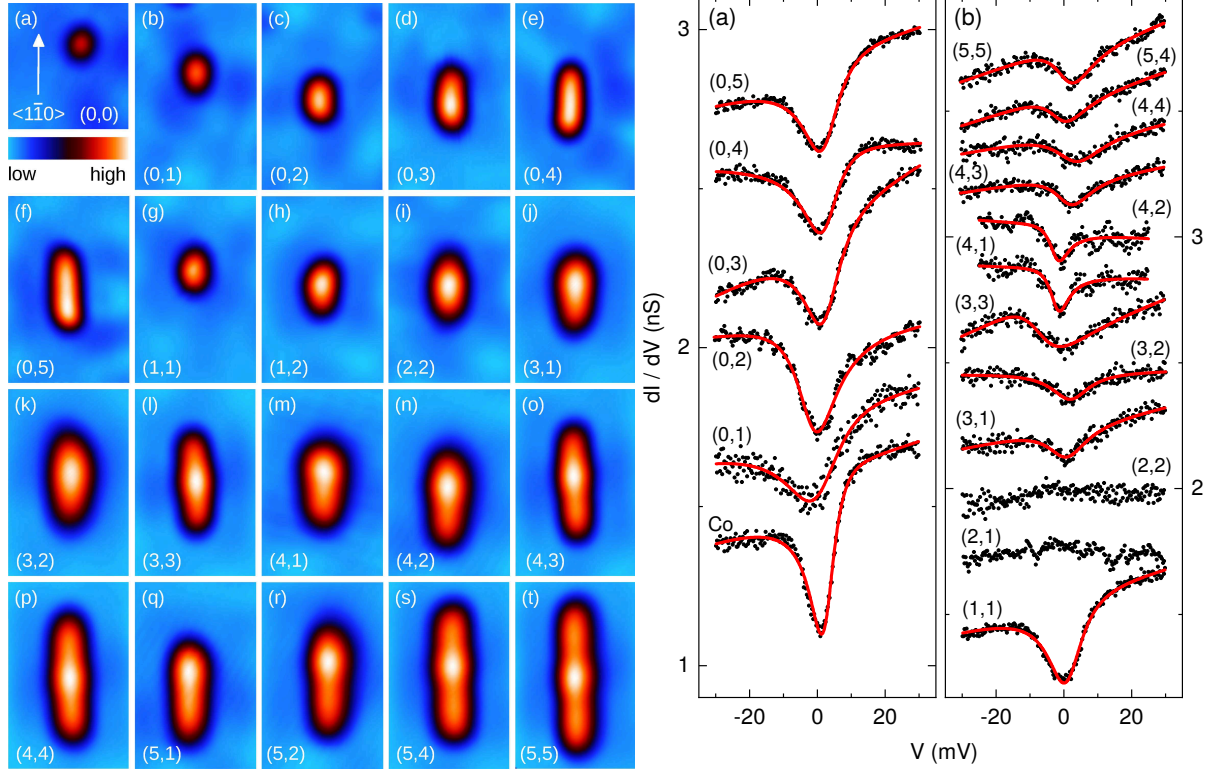 (a)
(b)
(c)
(d)
(e)
<11̅0>
(0,0)
low
high
(0,1)
(0,2)
(0,3)
(0,4)
(f)
(g)
(h)
(i)
(j)
(0,5)
(1,1)
(1,2)
(2,2)
(3,1)
(k)
(l)
(m)
(n)
(o)
(3,2)
(3,3)
(4,1)
(4,2)
(4,3)
(p)
(q)
(r)
(s)
(t)
(4,4)
(5,1)
(5,2)
(5,4)
(5,5)
dI / dV (nS)
3
2
1
(a)
(0,5)
(0,4)
(0,3)
(0,2)
(0,1)
Co
-20
0
20
(b)
(5,5)
(5,4)
(4,4)
(4,3)
(4,2)
(4,1)
(3,3)
(3,2)
(3,1)
(2,2)
(2,1)
(1,1)
3
2
-20
0
20
V (mV)